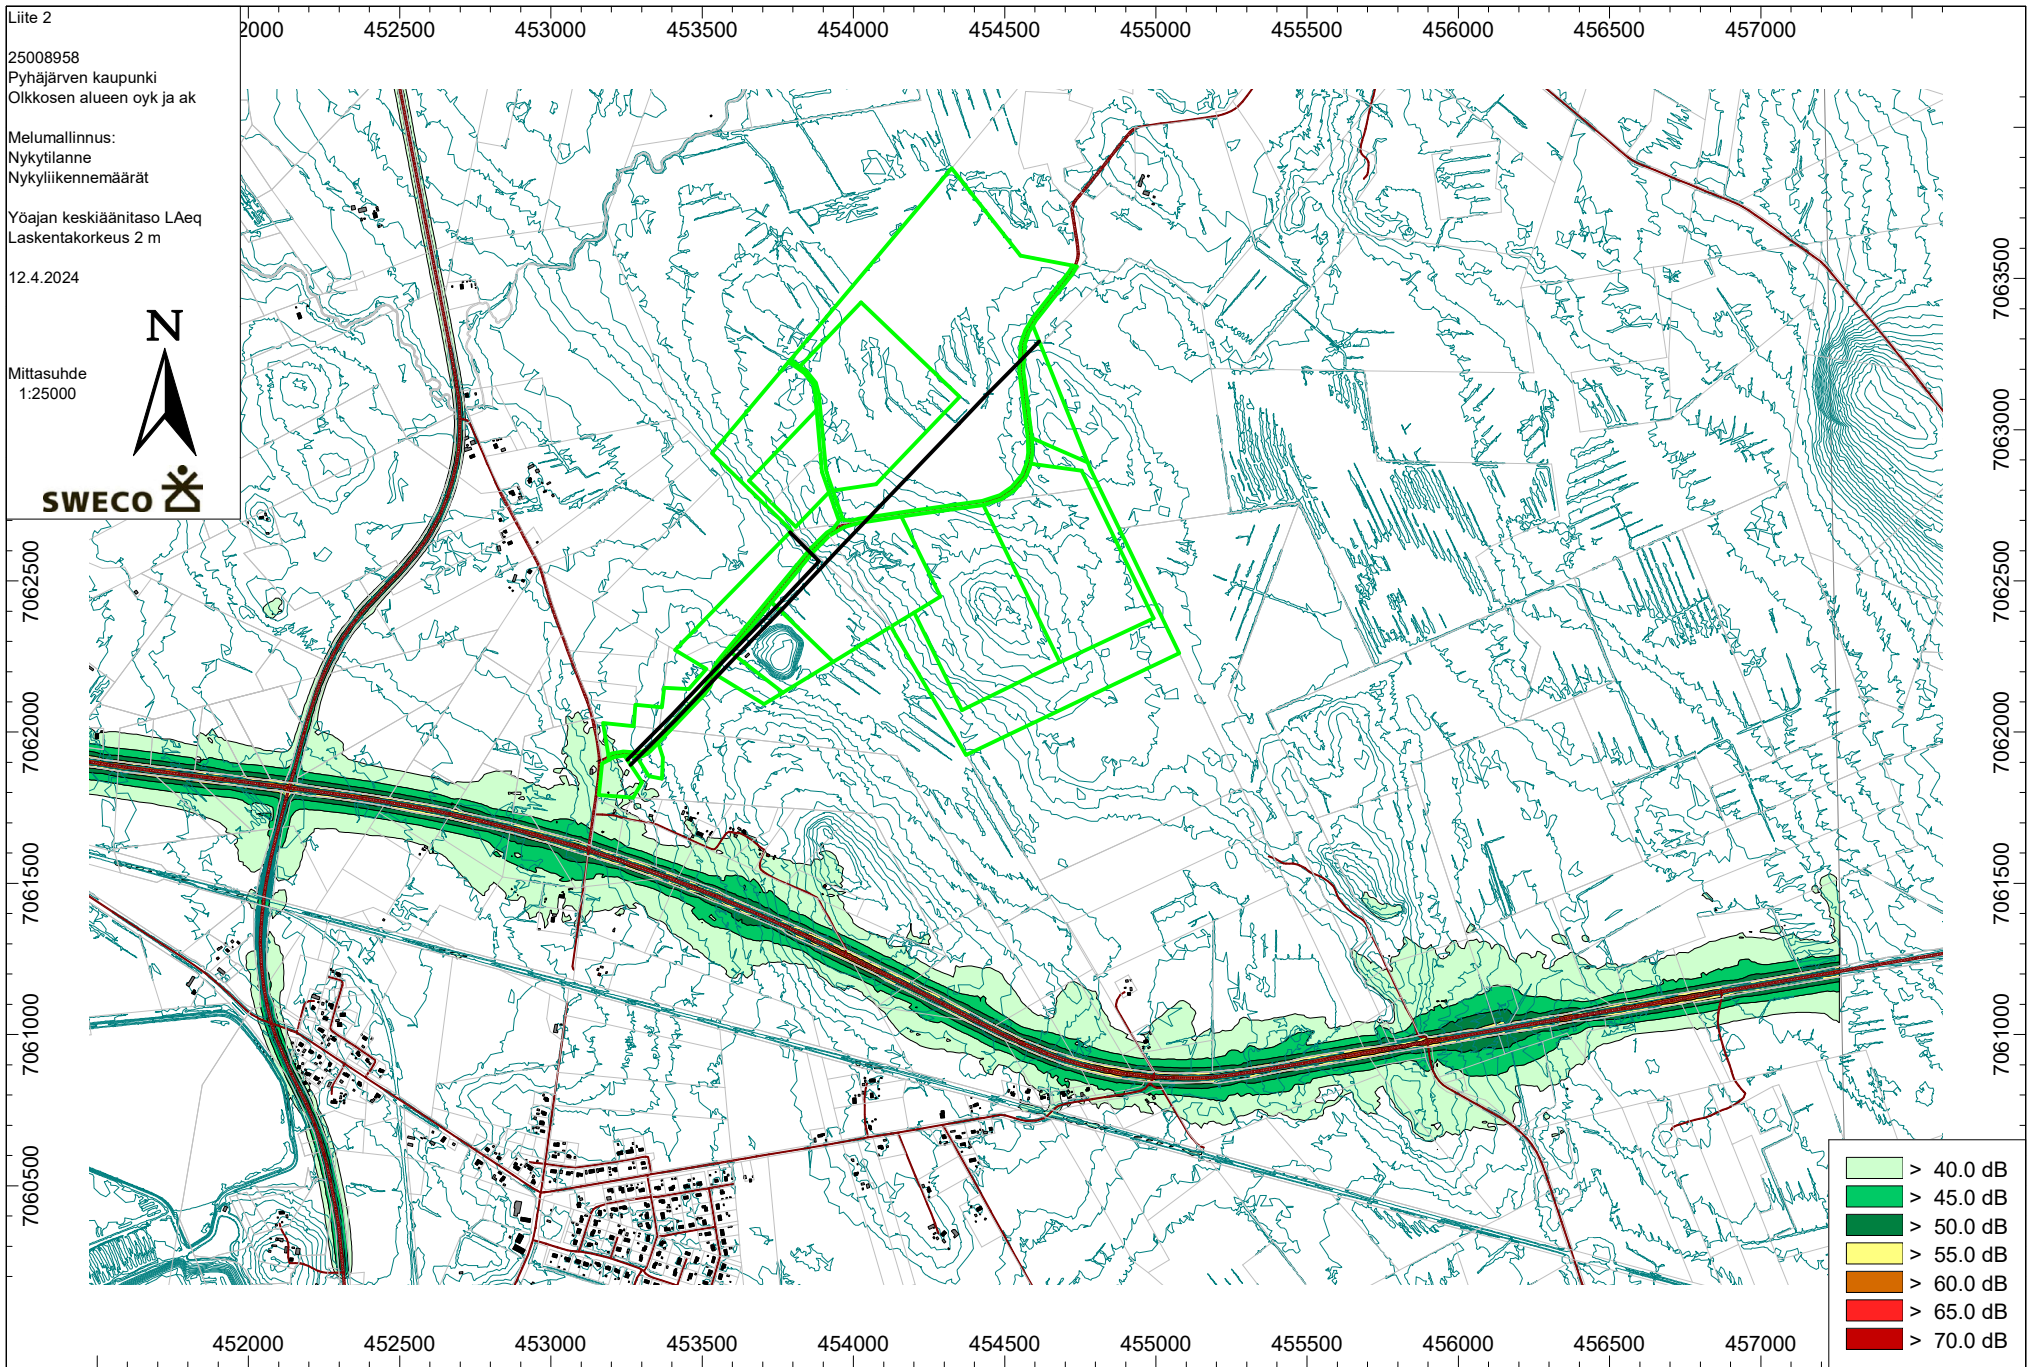 Liite 2
25008958
Pyhäjärven kaupunki
Olkkosen alueen oyk ja ak
Melumallinnus:
Nykytilanne
Nykyliikennemäärät
Yöajan keskiäänitaso LAeq
Laskentakorkeus 2 m
12.4.2024
N
Mittasuhde
1:25000
SWECO
2000 452500 453000 453500 454000 454500 455000 455500 456000 456500 457000
7063500
7063000
7062500
7062000
7061500
7061000
7060500
7062500
7062000
7061500
7061000
> 40.0 dB
> 45.0 dB
> 50.0 dB
> 55.0 dB
> 60.0 dB
> 65.0 dB
> 70.0 dB
452000 452500 453000 453500 454000 454500 455000 455500 456000 456500 457000